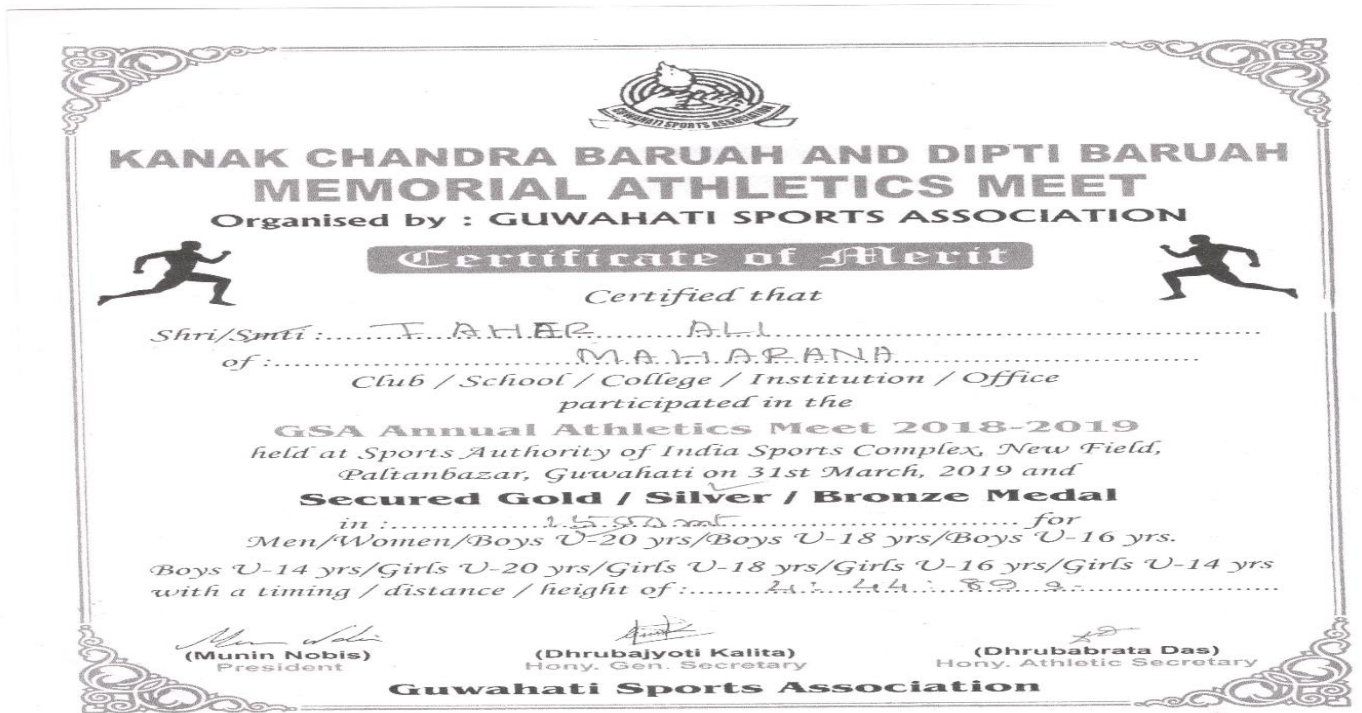 GUWAHATI SPORTS ASSOCIATION
KANAK CHANDRA BARUAH AND DIPTI BARUAH
MEMORIAL ATHLETICS MEET
Organised by : GUWAHATI SPORTS ASSOCIATION
Certificate of Merit
Certified that
Shri/Smti : TAHER ALI
of : MAHARANA
Club / School / College / Institution / Office
participated in the
GSA Annual Athletics Meet 2018-2019
held at Sports Authority of India Sports Complex, New Field,
Paltanbazar, Guwahati on 31st March, 2019 and
Secured Gold / Silver / Bronze Medal
in : 1500mt for
Men/Women/Boys U-20 yrs/Boys U-18 yrs/Boys U-16 yrs.
Boys U-14 yrs/Girls U-20 yrs/Girls U-18 yrs/Girls U-16 yrs/Girls U-14 yrs
with a timing / distance / height of : 4:44:89 s.
(Munin Nobis) (Dhrubajyoti Kalita) (Dhrubabrata Das)
President Hony. Gen. Secretary Hony. Athletic Secretary
Guwahati Sports Association